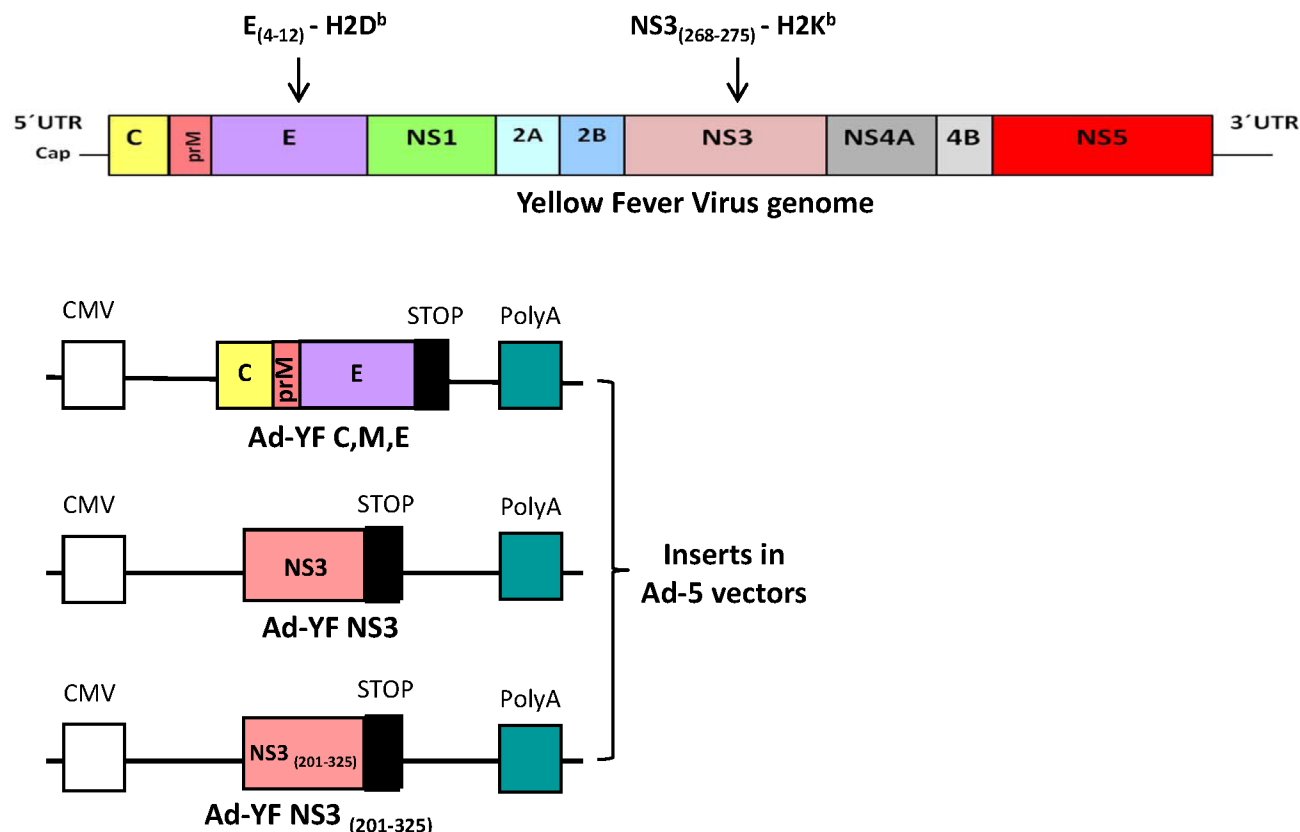 E(4-12) - H2Dᵇ NS3(268-275) - H2Kᵇ
5´UTR C prM E NS1 2A 2B NS3 NS4A 4B NS5 3´UTR
Cap
Yellow Fever Virus genome
CMV STOP PolyA
C prM E
Ad-YF C,M,E
CMV STOP PolyA
NS3
Ad-YF NS3
Inserts in
Ad-5 vectors
CMV STOP PolyA
NS3 (201-325)
Ad-YF NS3 (201-325)